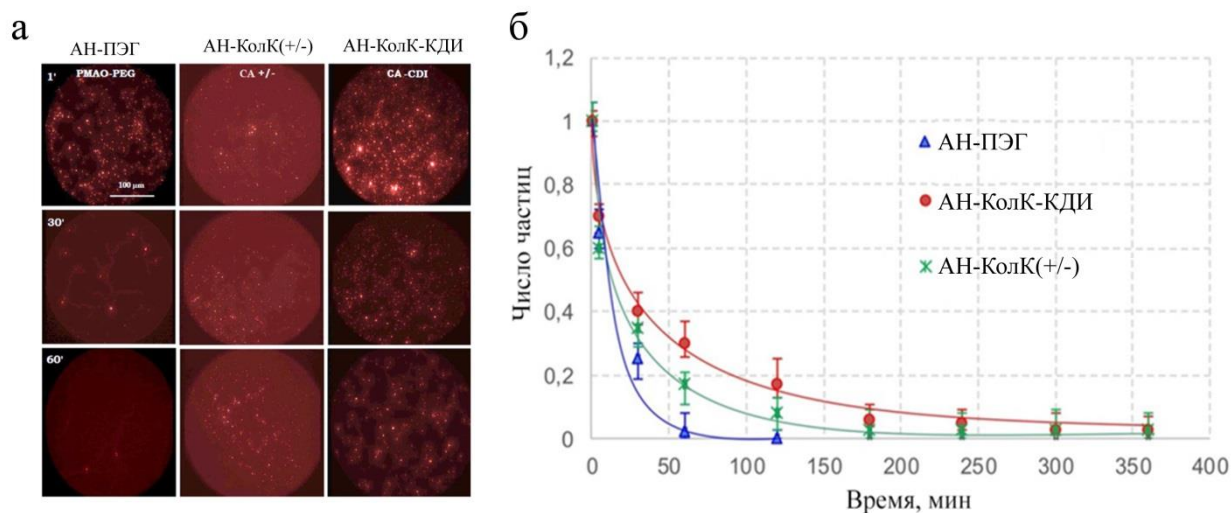 а
АН-ПЭГ АН-КолК(+/-) АН-КолК-КДИ
1' PMAO-PEG CA +/- CA -CDI
100 μm
30'
60'
б
1,2
1
0,8
0,6
0,4
0,2
0
0 50 100 150 200 250 300 350 400
Число частиц
Время, мин
АН-ПЭГ
АН-КолК-КДИ
АН-КолК(+/-)